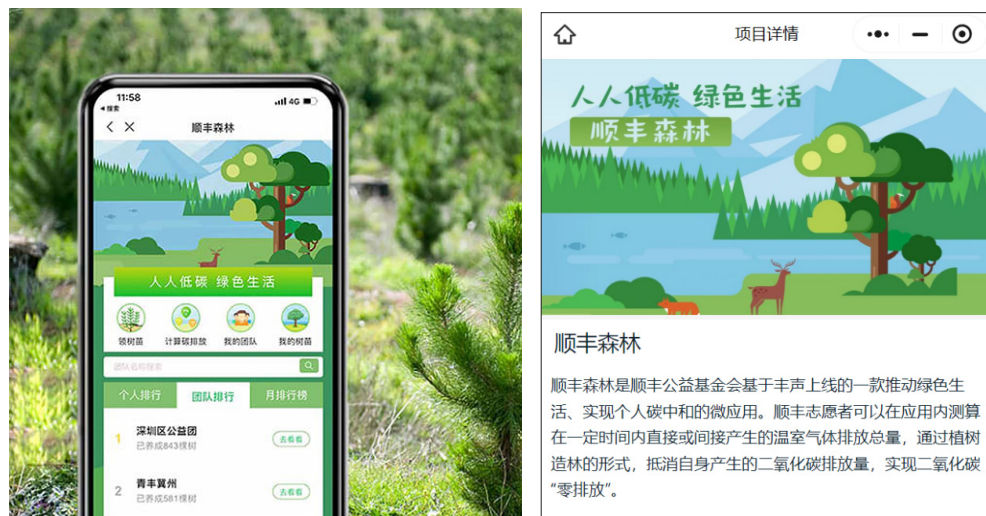 11:58
4G
搜索
顺丰森林
人人低碳 绿色生活
领树苗
计算碳排放
我的团队
我的树苗
团队名称搜索
个人排行
团队排行
月排行榜
1
深圳区公益团
已养成843棵树
去看看
2
青丰冀州
已养成581棵树
去看看
项目详情
人人低碳 绿色生活
顺丰森林
顺丰森林
顺丰森林是顺丰公益基金会基于丰声上线的一款推动绿色生
活、实现个人碳中和的微应用。顺丰志愿者可以在应用内测算
在一定时间内直接或间接产生的温室气体排放总量，通过植树
造林的形式，抵消自身产生的二氧化碳排放量，实现二氧化碳
“零排放”。